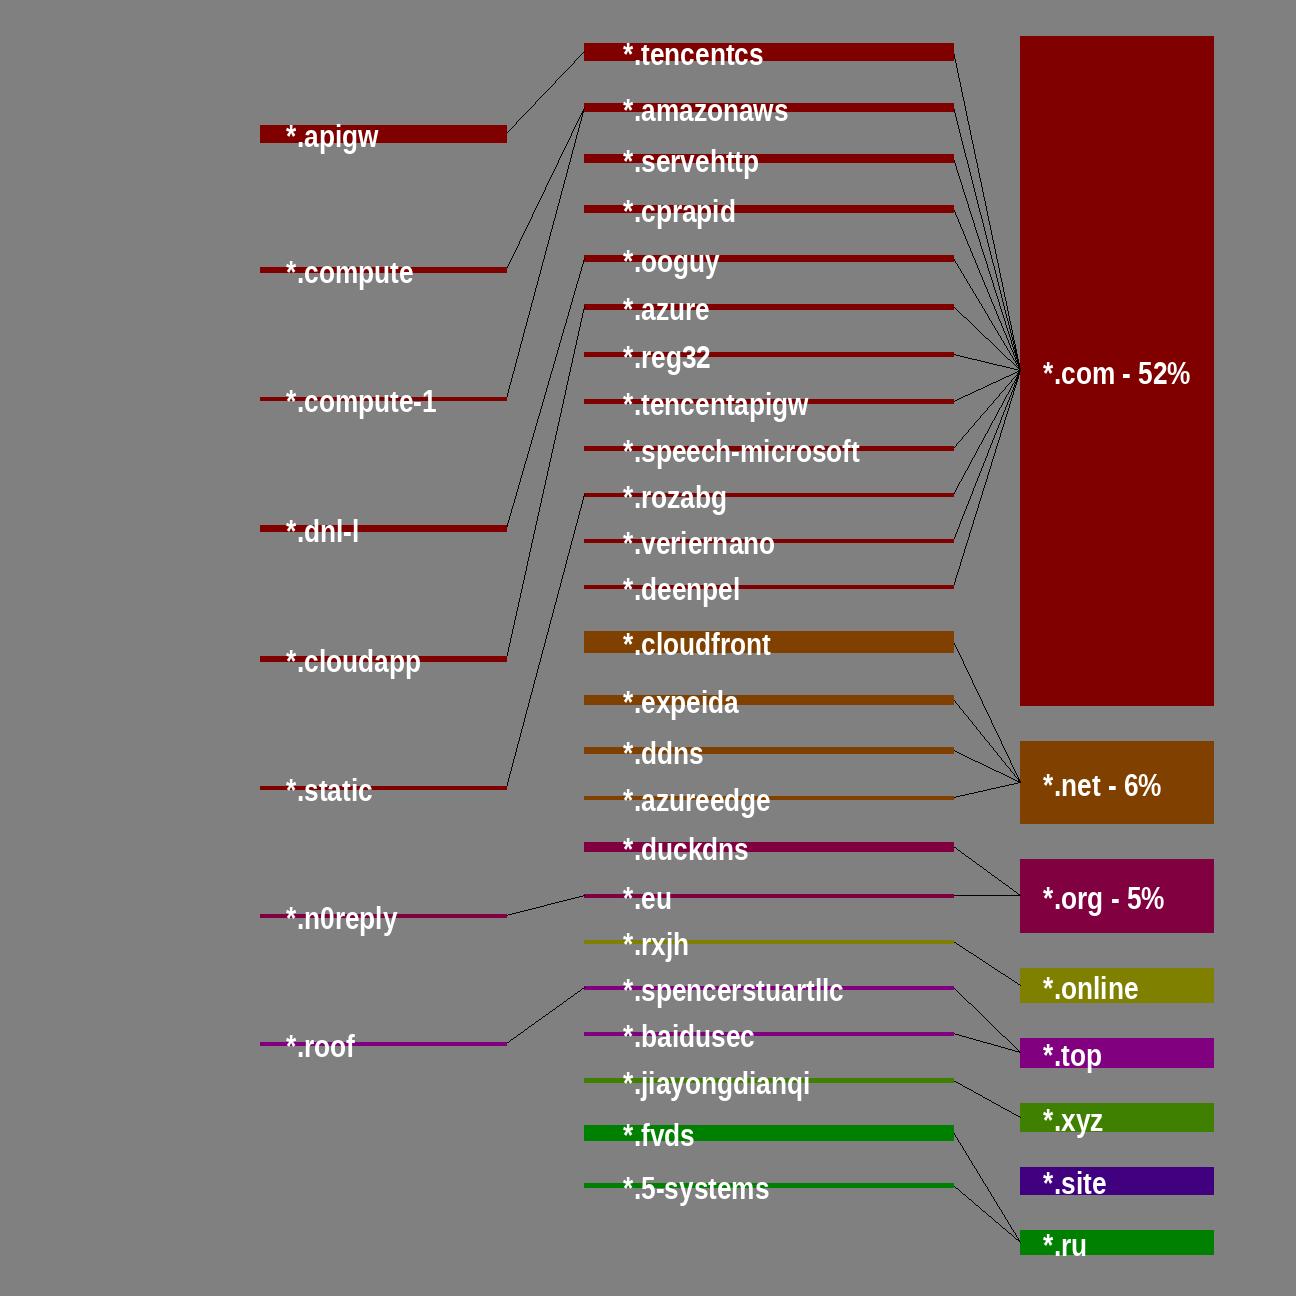 *.apigw
*.compute
*.compute-1
*.dnl-l
*.cloudapp
*.static
*.n0reply
*.roof
*.tencentcs
*.amazonaws
*.servehttp
*.cprapid
*.ooguy
*.azure
*.reg32
*.tencentapigw
*.speech-microsoft
*.rozabg
*.veriernano
*.deenpel
*.cloudfront
*.expeida
*.ddns
*.azureedge
*.duckdns
*.eu
*.rxjh
*.spencerstuartllc
*.baidusec
*.jiayongdianqi
*.fvds
*.5-systems
*.com - 52%
*.net - 6%
*.org - 5%
*.online
*.top
*.xyz
*.site
*.ru